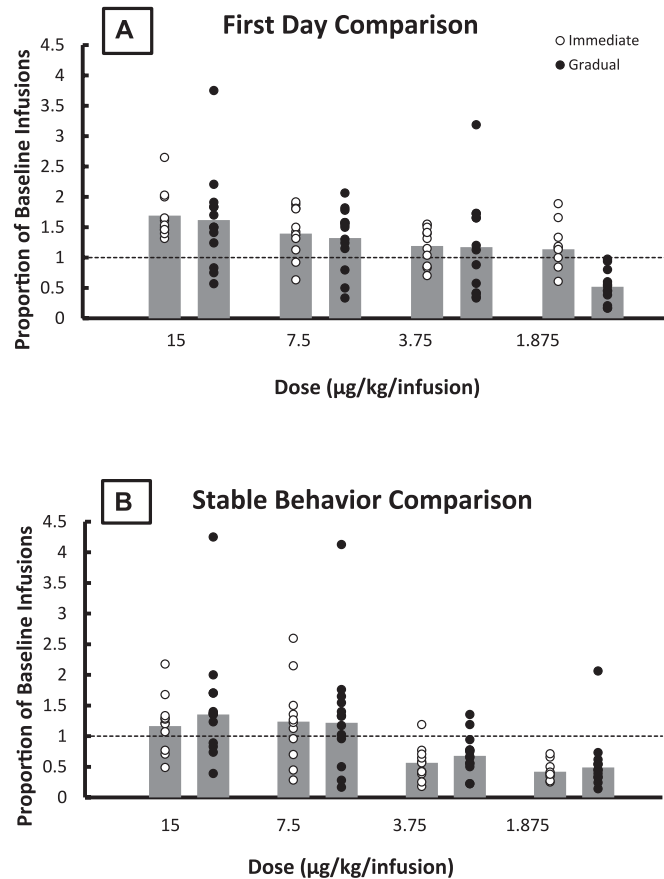 A
First Day Comparison
Immediate
Gradual
Proportion of Baseline Infusions
4.5
4
3.5
3
2.5
2
1.5
1
0.5
0
15 7.5 3.75 1.875
Dose (μg/kg/infusion)
B
Stable Behavior Comparison
Proportion of Baseline Infusions
4.5
4
3.5
3
2.5
2
1.5
1
0.5
0
15 7.5 3.75 1.875
Dose (μg/kg/infusion)